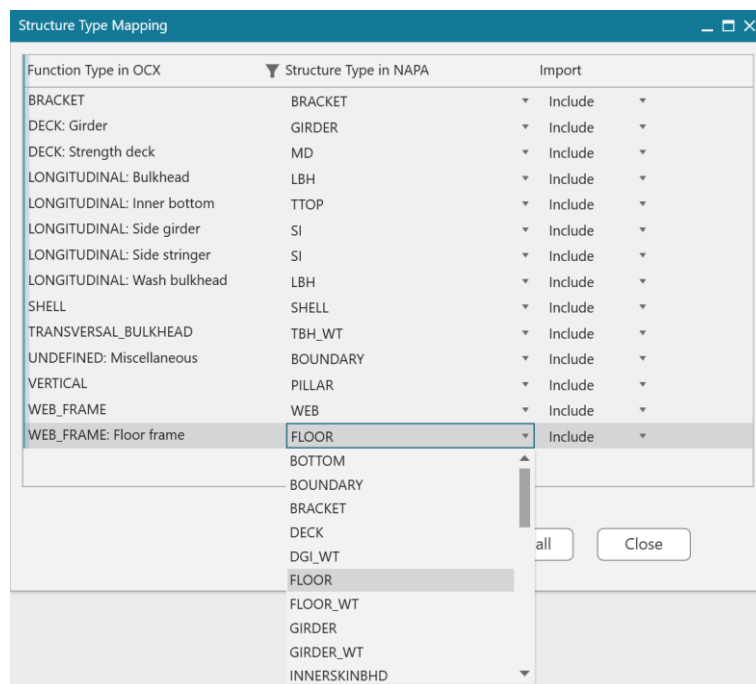 Structure Type Mapping
Function Type in OCX Structure Type in NAPA Import
BRACKET BRACKET Include
DECK: Girder GIRDER Include
DECK: Strength deck MD Include
LONGITUDINAL: Bulkhead LBH Include
LONGITUDINAL: Inner bottom TTOP Include
LONGITUDINAL: Side girder SI Include
LONGITUDINAL: Side stringer SI Include
LONGITUDINAL: Wash bulkhead LBH Include
SHELL SHELL Include
TRANSVERSAL_BULKHEAD TBH_WT Include
UNDEFINED: Miscellaneous BOUNDARY Include
VERTICAL PILLAR Include
WEB_FRAME WEB Include
WEB_FRAME: Floor frame FLOOR Include
BOTTOM
BOUNDARY
BRACKET
DECK
all Close
DGI_WT
FLOOR
FLOOR_WT
GIRDER
GIRDER_WT
INNERSKINBHD